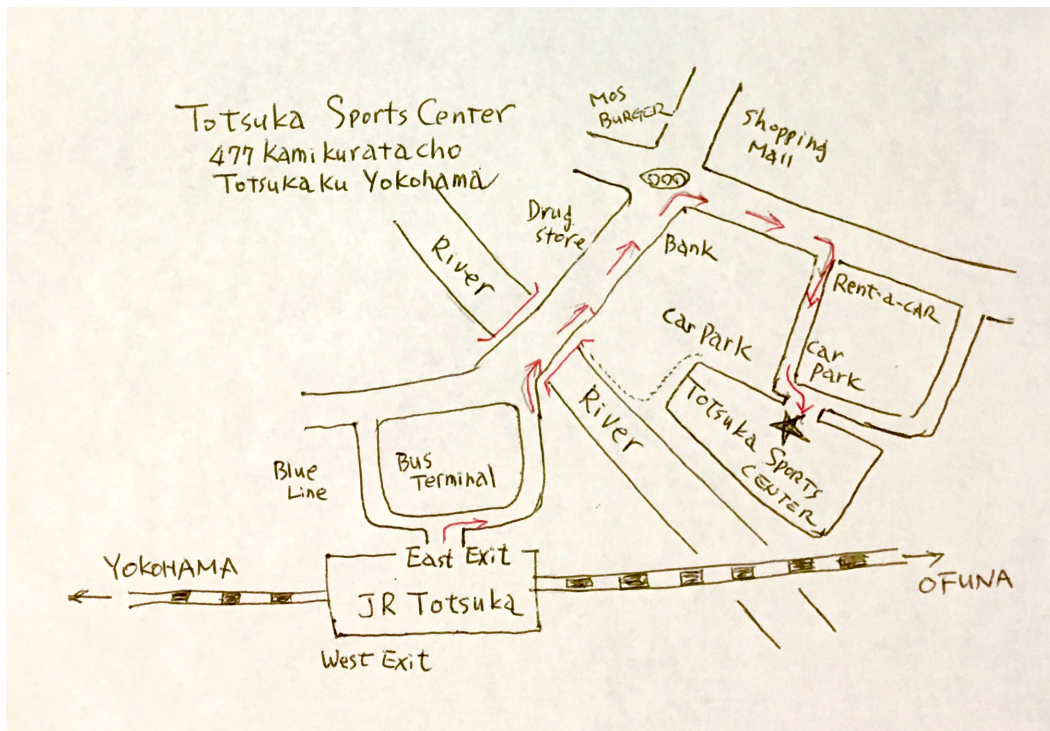 Totsuka Sports Center
477 Kamikuratacho
Totsukaku Yokohama
Mos
BURGER
Shopping
Mall
Drug
store
River
Bank
Rent-a-CAR
Car Park
Car
Park
River
Totsuka Sports
CENTER
Blue
Line
Bus
Terminal
East Exit
JR Totsuka
West Exit
YOKOHAMA
OFUNA